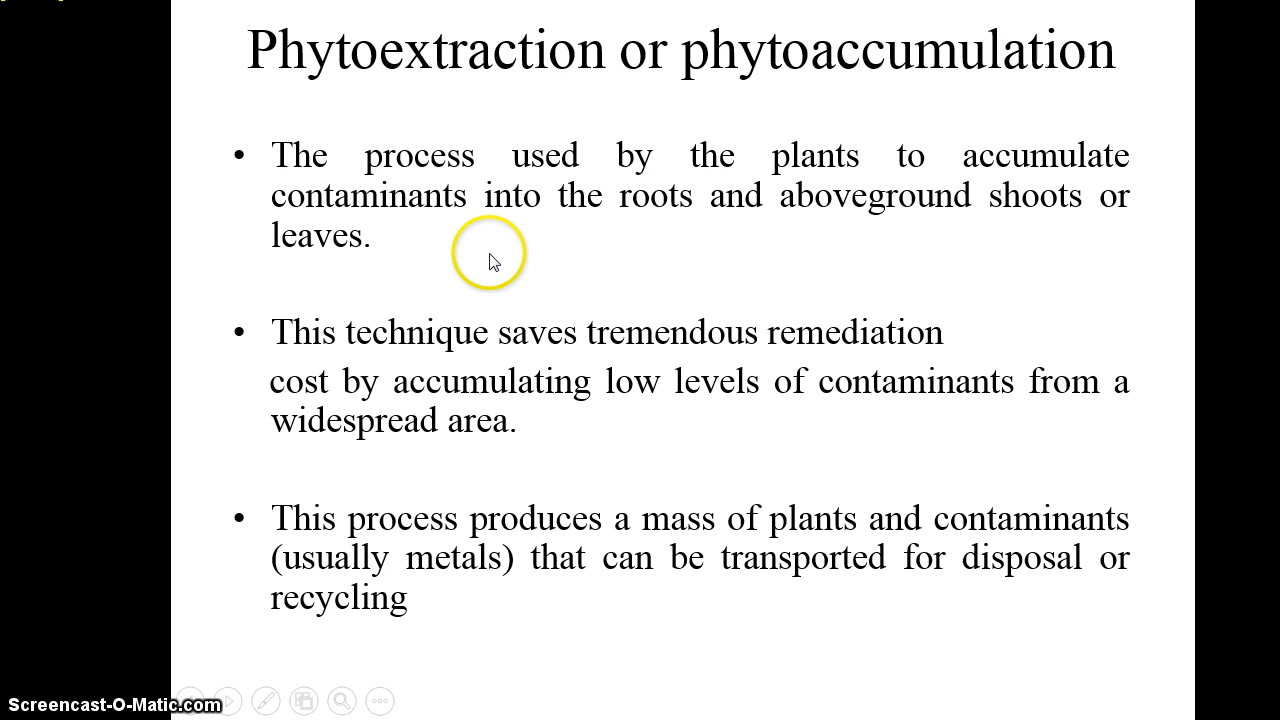 Phytoextraction or phytoaccumulation
• The process used by the plants to accumulate
contaminants into the roots and aboveground shoots or
leaves.
• This technique saves tremendous remediation
cost by accumulating low levels of contaminants from a
widespread area.
• This process produces a mass of plants and contaminants
(usually metals) that can be transported for disposal or
recycling
Screencast-O-Matic.com